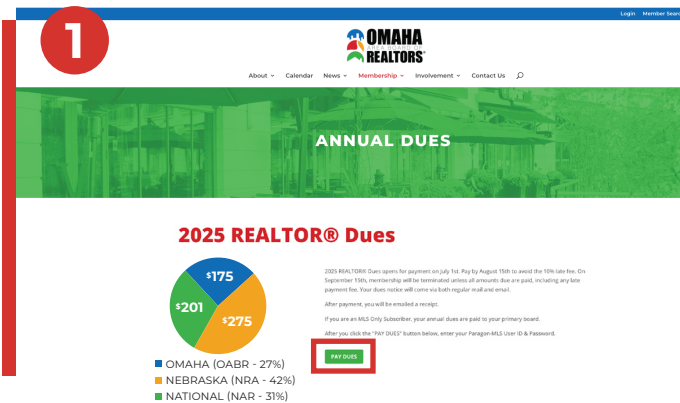 1
Login Member Search
OMAHA
AREA BOARD OF
REALTORS®
About Calendar News Membership Involvement Contact Us
ANNUAL DUES
2025 REALTOR® Dues
$175
$201
$275
OMAHA (OABR - 27%)
NEBRASKA (NRA - 42%)
NATIONAL (NAR - 31%)
2025 REALTOR® Dues opens for payment on July 1st. Pay by August 15th to avoid the 10% late fee. On
September 15th, membership will be terminated unless all amounts due are paid, including any late
payment fee. Your dues notice will come via both regular mail and email.
After payment, you will be emailed a receipt.
If you are an MLS Only Subscriber, your annual dues are paid to your primary board.
After you click the "PAY DUES" button below, enter your Paragon-MLS User ID & Password.
PAY DUES